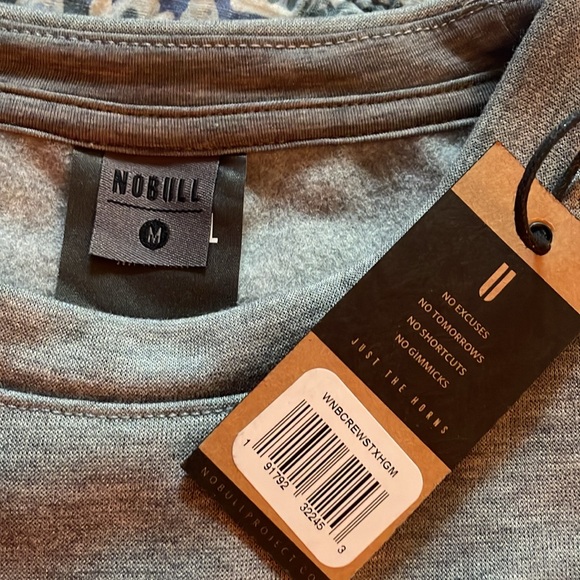 NOBULL
M
L
NO EXCUSES
NO TOMORROWS
NO SHORTCUTS
NO GIMMICKS
JUST THE HORNS
WNBCREWSTXHGM
1 91792 32245 3
NOBULLPROJECT.CO